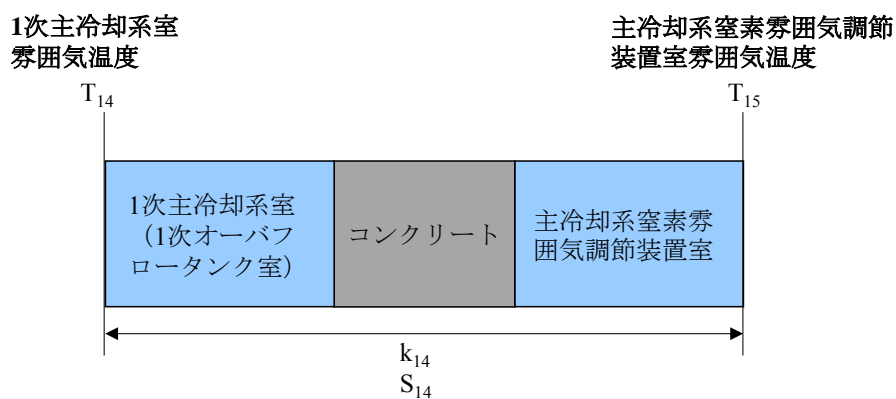 1次主冷却系室
雰囲気温度
T14
主冷却系窒素雰囲気調節
装置室雰囲気温度
T15
1次主冷却系室
（1次オーバフ
ロータンク室）
コンクリート
主冷却系窒素雰
囲気調節装置室
k14
S14